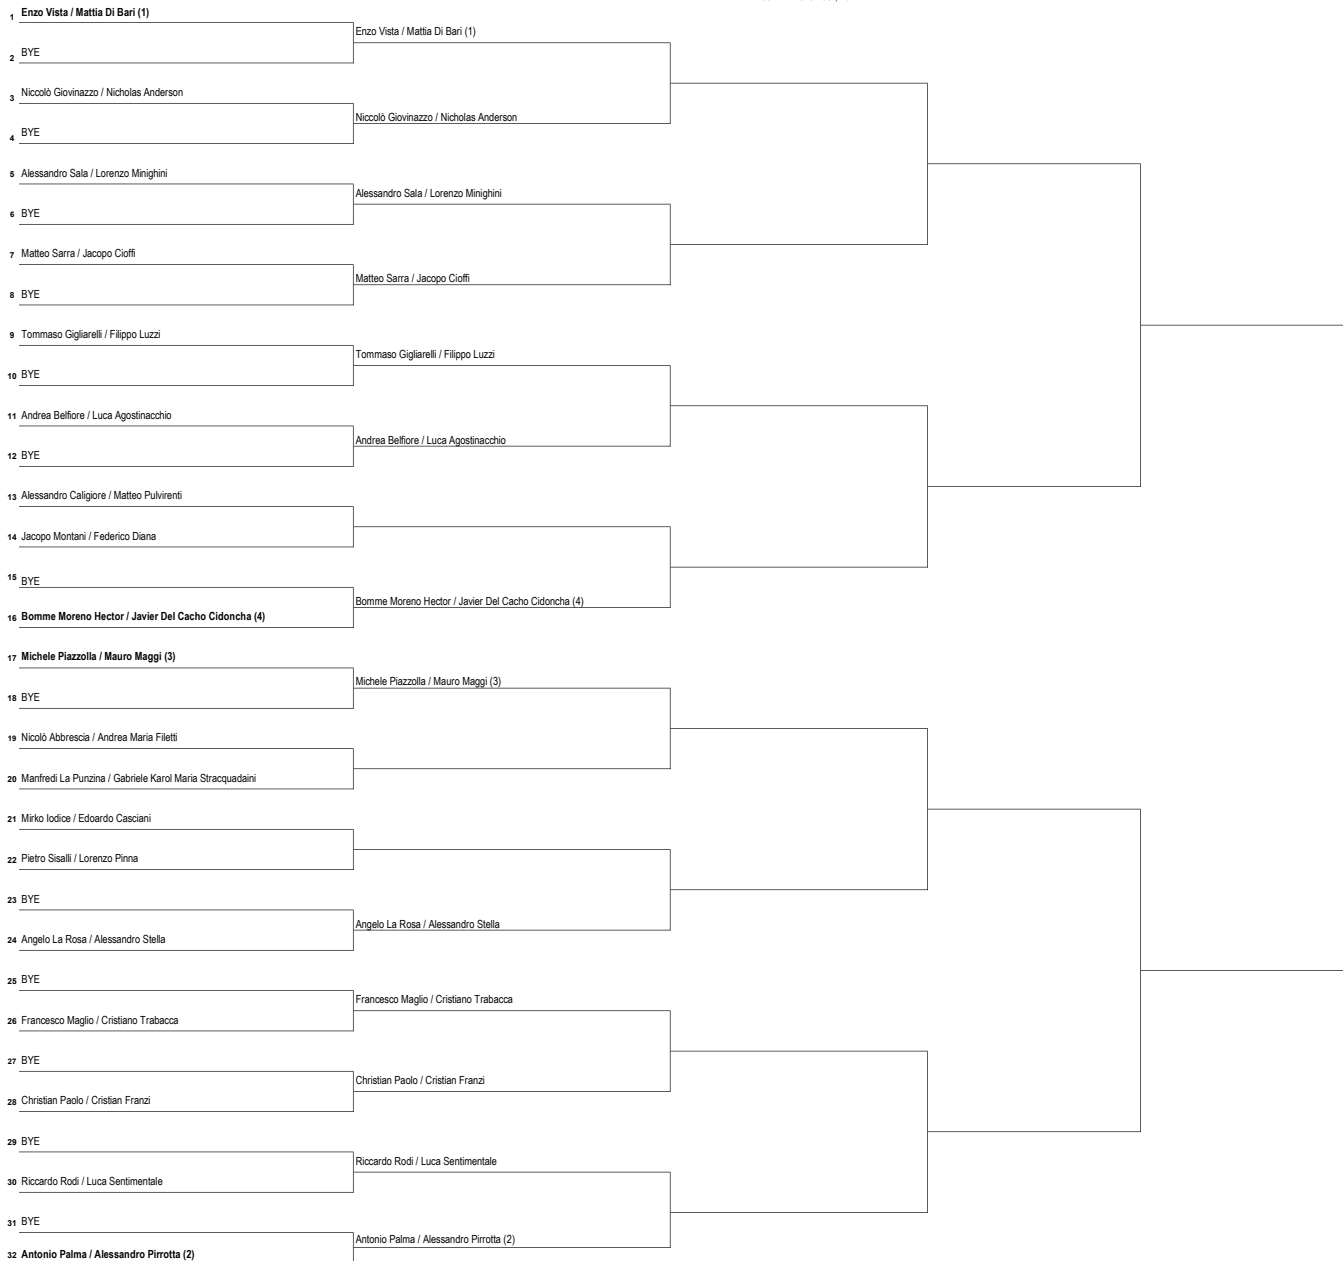 1 Enzo Vista / Mattia Di Bari (1)
Enzo Vista / Mattia Di Bari (1)
2 BYE
3 Niccolò Giovinazzo / Nicholas Anderson
Niccolò Giovinazzo / Nicholas Anderson
4 BYE
5 Alessandro Sala / Lorenzo Minighini
Alessandro Sala / Lorenzo Minighini
6 BYE
7 Matteo Sarra / Jacopo Cioffi
Matteo Sarra / Jacopo Cioffi
8 BYE
9 Tommaso Gigliarelli / Filippo Luzzi
Tommaso Gigliarelli / Filippo Luzzi
10 BYE
11 Andrea Belfiore / Luca Agostinacchio
Andrea Belfiore / Luca Agostinacchio
12 BYE
13 Alessandro Caligiore / Matteo Pulvirenti
14 Jacopo Montani / Federico Diana
15 BYE
Bomme Moreno Hector / Javier Del Cacho Cidoncha (4)
16 Bomme Moreno Hector / Javier Del Cacho Cidoncha (4)
17 Michele Piazzolla / Mauro Maggi (3)
Michele Piazzolla / Mauro Maggi (3)
18 BYE
19 Nicolò Abbrescia / Andrea Maria Filetti
20 Manfredi La Punzina / Gabriele Karol Maria Stracquadaini
21 Mirko Iodice / Edoardo Casciani
22 Pietro Sisalli / Lorenzo Pinna
23 BYE
Angelo La Rosa / Alessandro Stella
24 Angelo La Rosa / Alessandro Stella
25 BYE
Francesco Maglio / Cristiano Trabacca
26 Francesco Maglio / Cristiano Trabacca
27 BYE
Christian Paolo / Cristian Franzi
28 Christian Paolo / Cristian Franzi
29 BYE
Riccardo Rodi / Luca Sentimentale
30 Riccardo Rodi / Luca Sentimentale
31 BYE
Antonio Palma / Alessandro Pirrotta (2)
32 Antonio Palma / Alessandro Pirrotta (2)